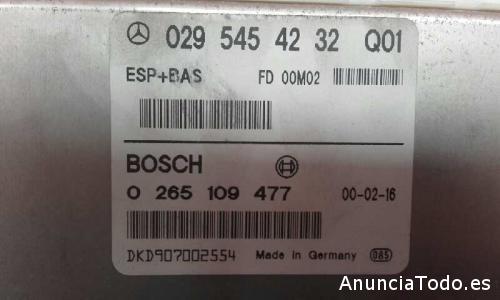 029 545 42 32 Q01
ESP+BAS FD 00M02
BOSCH
0 265 109 477 00-02-16
DKD907002554 Made in Germany 085
AnunciaTodo.es